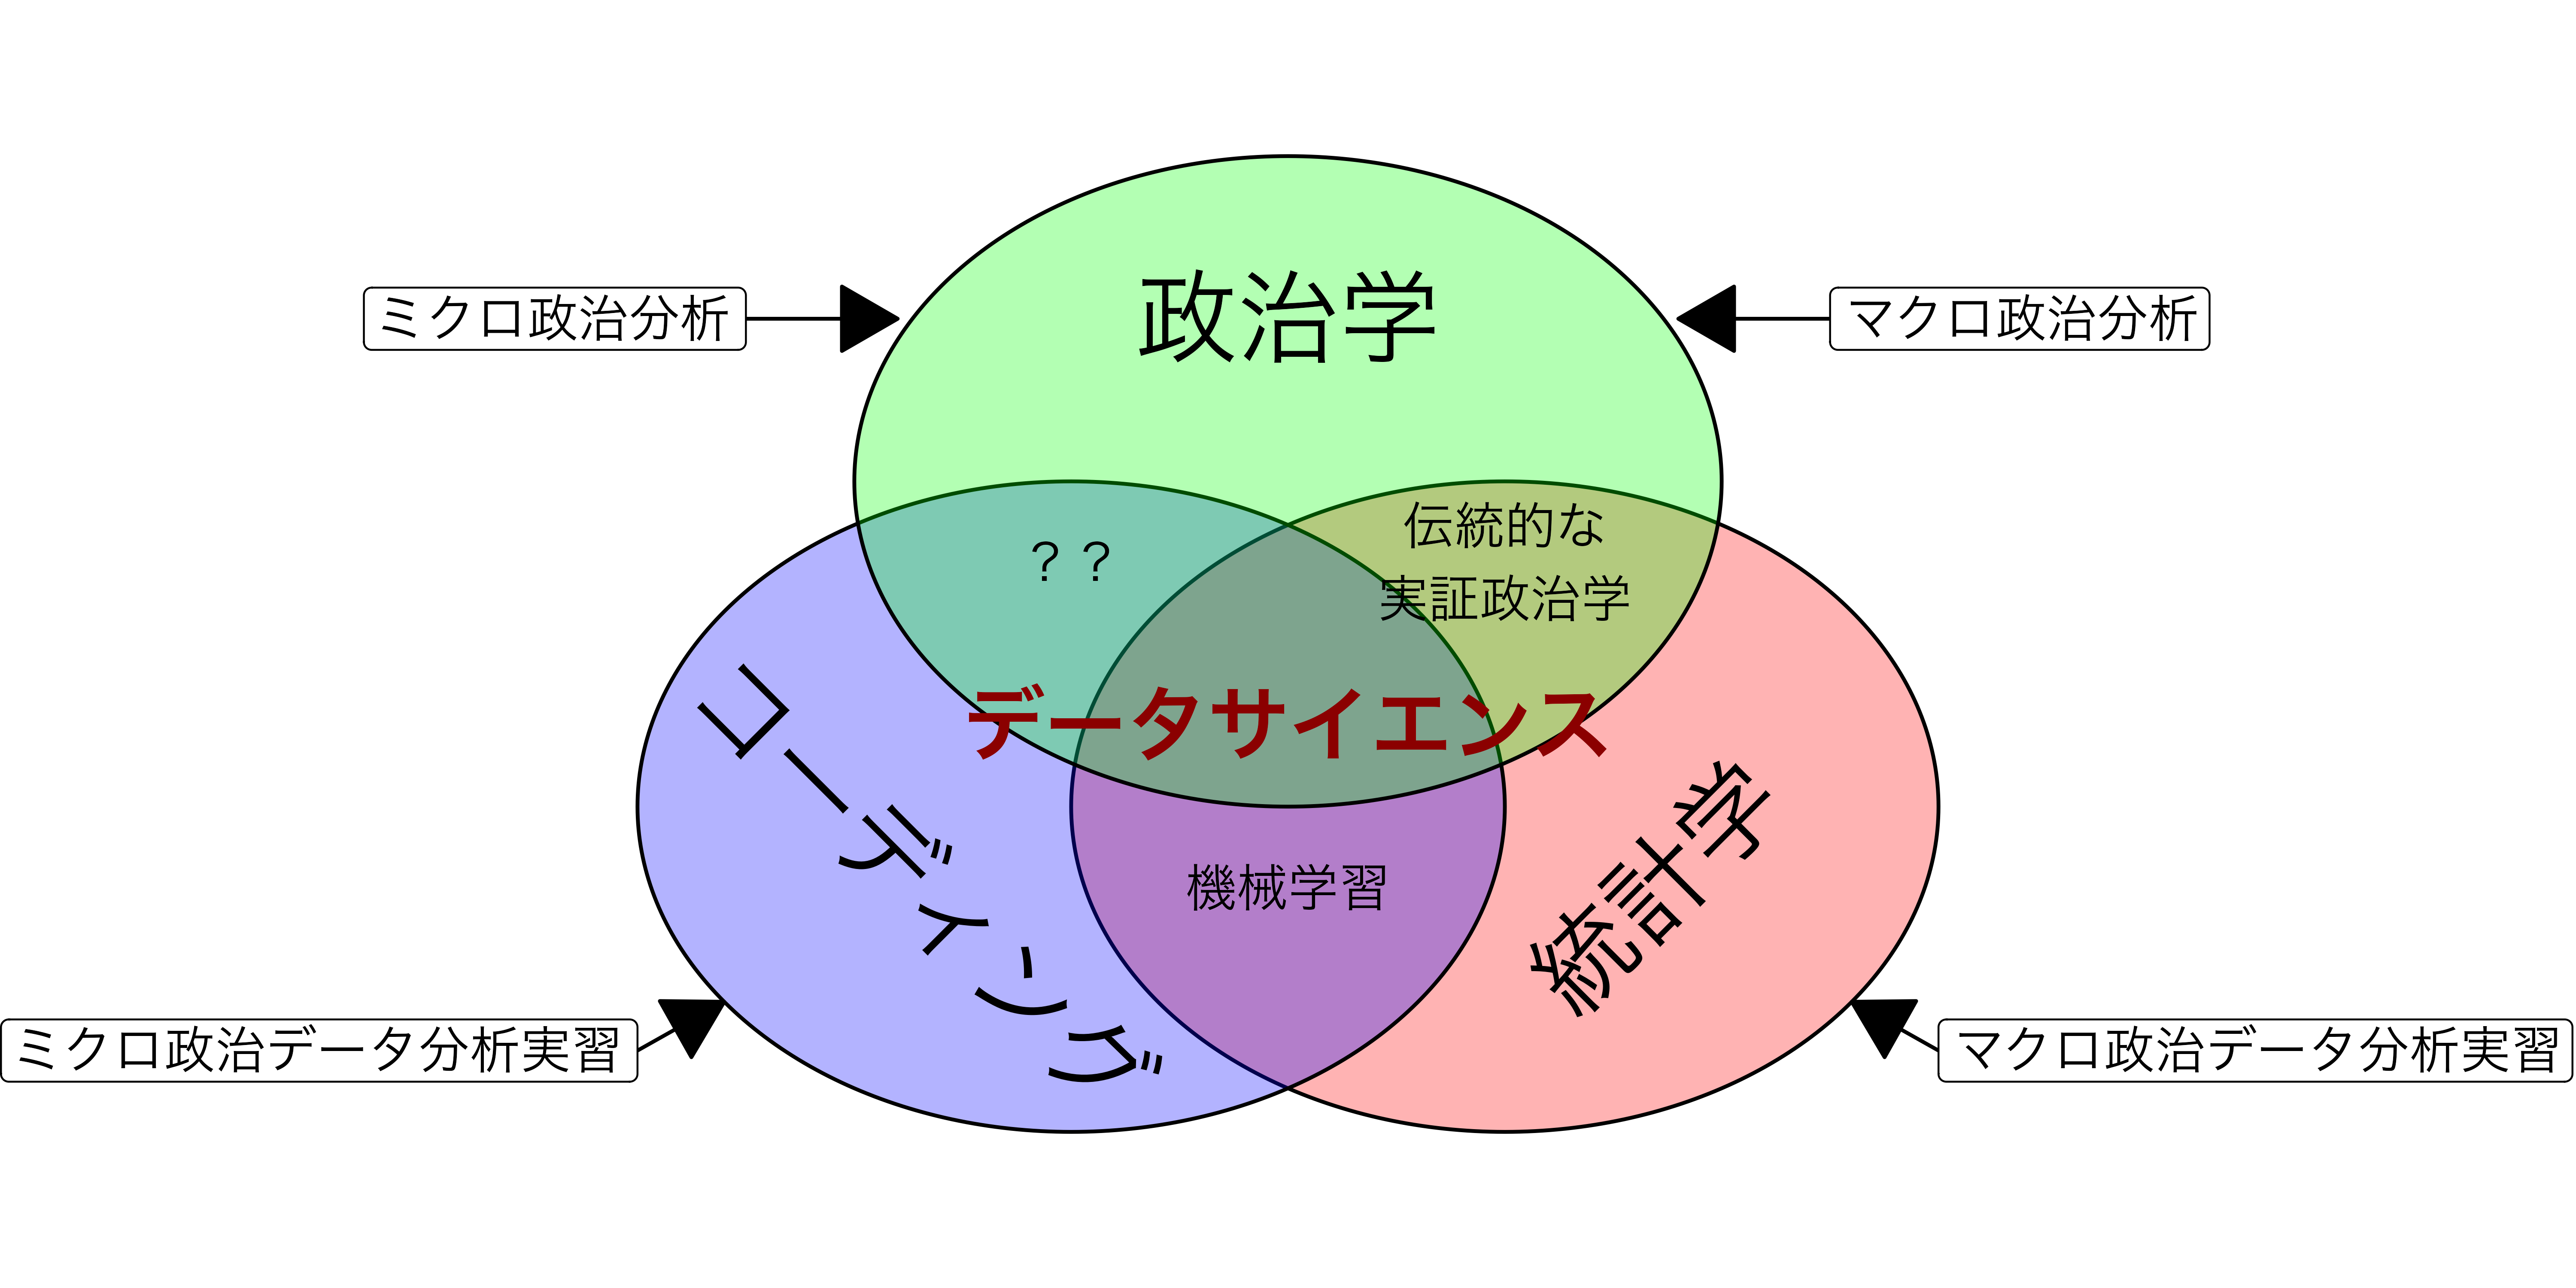 政治学
ミクロ政治分析
マクロ政治分析
伝統的な
実証政治学
？？
データサイエンス
コーディング
統計学
機械学習
ミクロ政治データ分析実習
マクロ政治データ分析実習